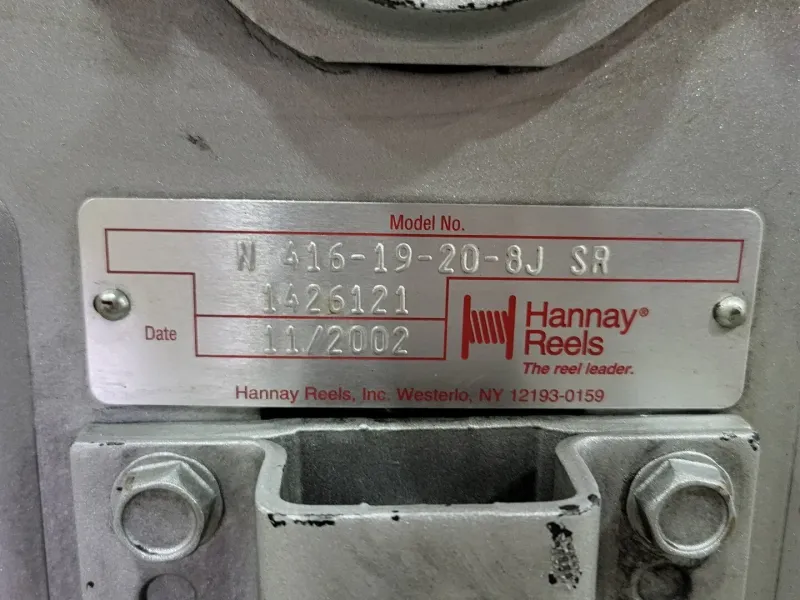 Model No.
N 416-19-20-8J SR
1426121
Date 11/2002
Hannay®
Reels
The reel leader.
Hannay Reels, Inc. Westerlo, NY 12193-0159